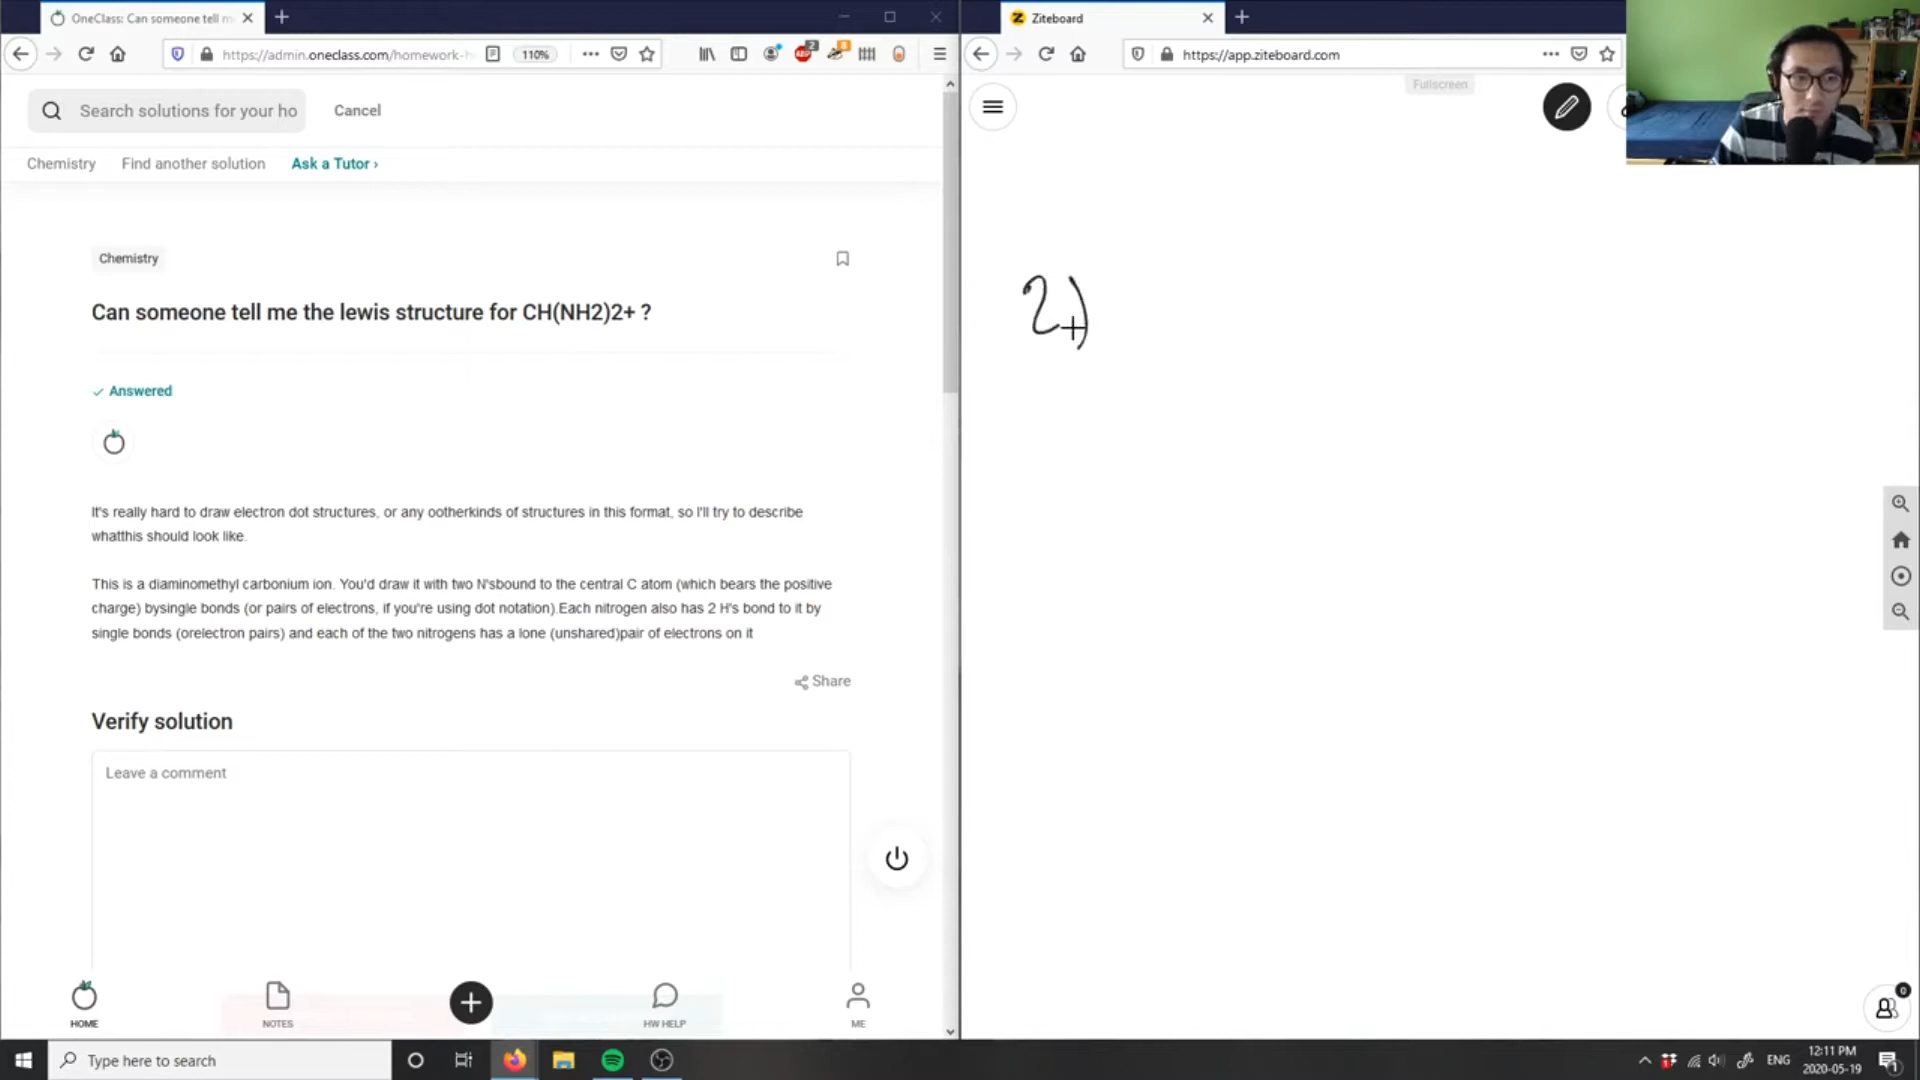 OneClass: Can someone tell m
Ziteboard
https://admin.oneclass.com/homework-h
110%
2
8
https://app.ziteboard.com
Search solutions for your ho
Cancel
Fullscreen
Chemistry
Find another solution
Ask a Tutor ›
Chemistry
Can someone tell me the lewis structure for CH(NH2)2+ ?
2)
Answered
It's really hard to draw electron dot structures, or any ootherkinds of structures in this format, so I'll try to describe
whatthis should look like.
This is a diaminomethyl carbonium ion. You'd draw it with two N'sbound to the central C atom (which bears the positive
charge) bysingle bonds (or pairs of electrons, if you're using dot notation).Each nitrogen also has 2 H's bond to it by
single bonds (orelectron pairs) and each of the two nitrogens has a lone (unshared)pair of electrons on it
Share
Verify solution
Leave a comment
HOME
NOTES
HW HELP
ME
0
Type here to search
ENG
12:11 PM
2020-05-19
1